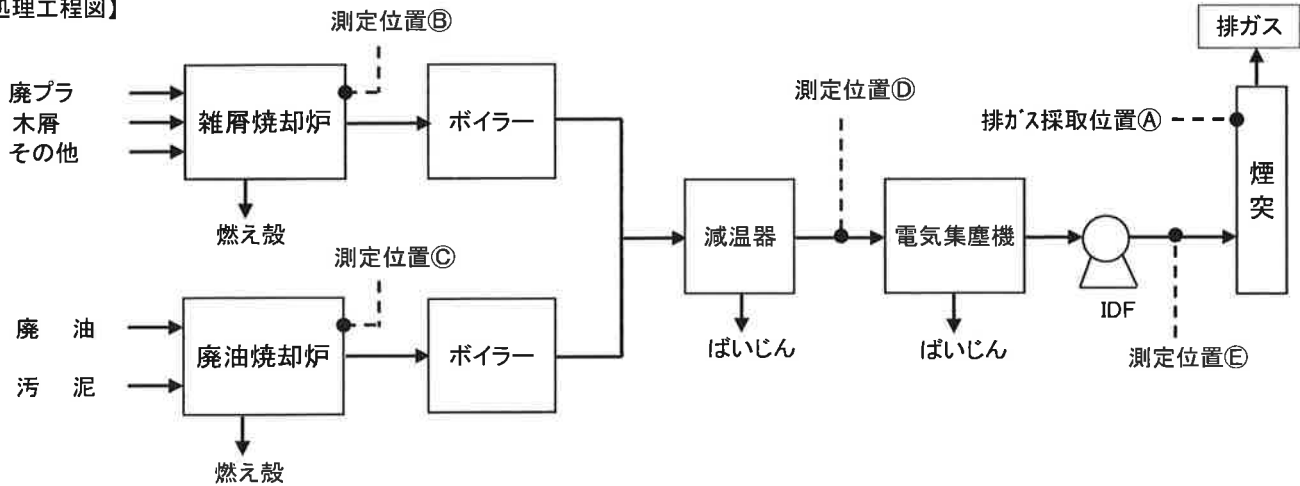 処理工程図】
測定位置Ⓑ
排ガス
廃プラ
木屑
その他
雑屑焼却炉
ボイラー
測定位置Ⓓ
排ガス採取位置Ⓐ
煙突
燃え殻
減温器
電気集塵機
測定位置Ⓒ
IDF
廃 油
汚 泥
廃油焼却炉
ボイラー
ばいじん
ばいじん
測定位置Ⓔ
燃え殻